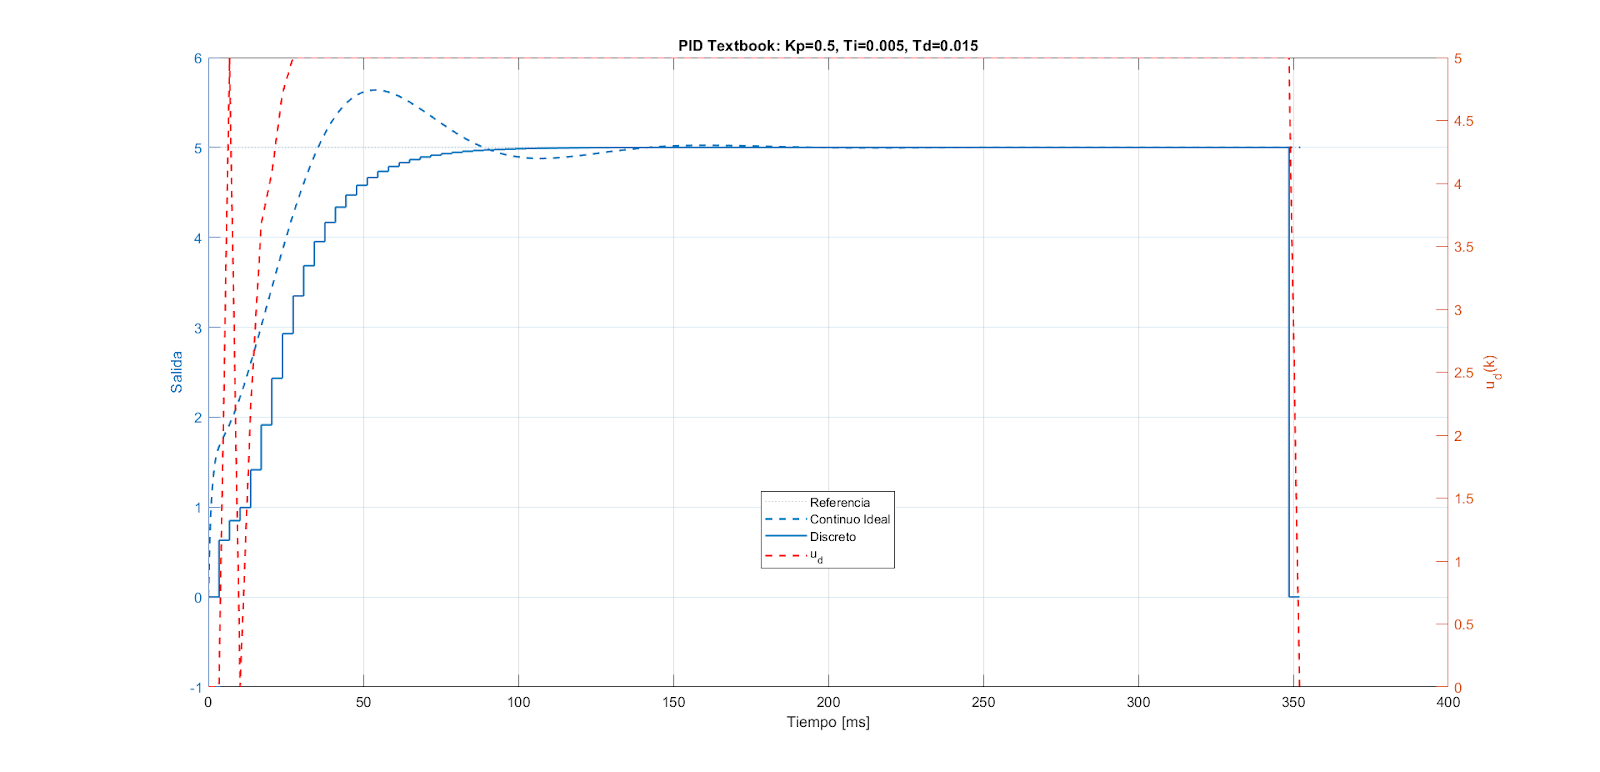 PID Textbook: Kp=0.5, Ti=0.005, Td=0.015
6
5
4
3
2
1
0
-1
Salida
5
4.5
4
3.5
3
2.5
2
1.5
1
0.5
0
u_d(k)
Referencia
Continuo Ideal
Discreto
u_d
0 50 100 150 200 250 300 350 400
Tiempo [ms]